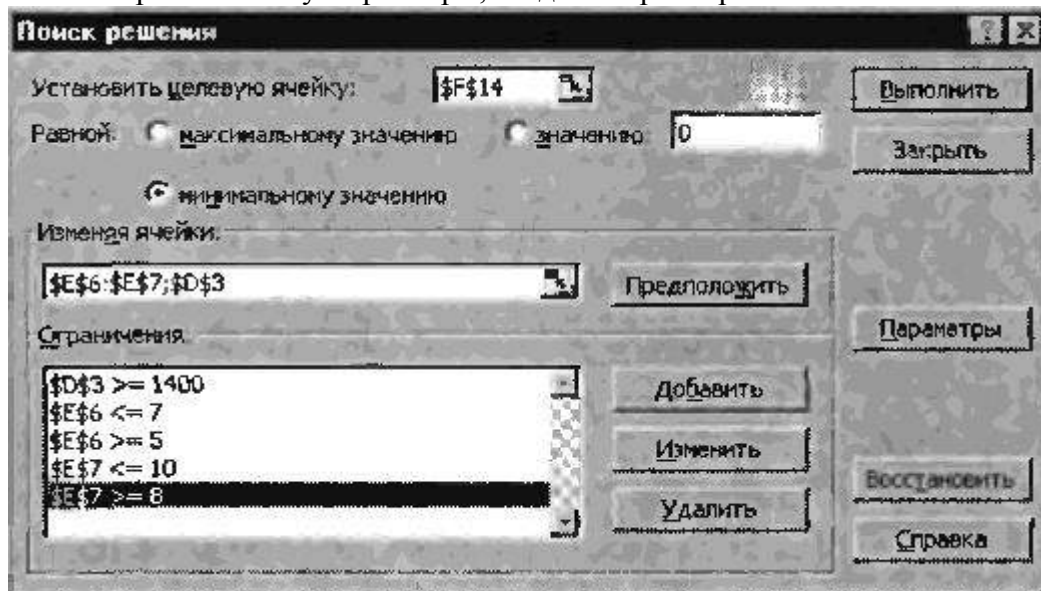 Поиск решения
Установить целевую ячейку: $F$14
Выполнить
Равной: максимальному значению значению: 0
Закрыть
минимальному значению
Изменяя ячейки:
$E$6:$E$7;$D$3
Предположить
Ограничения
Параметры
$D$3 >= 1400
Добавить
$E$6 <= 7
$E$6 >= 5
Изменить
$E$7 <= 10
Восстановить
$E$7 >= 8
Удалить
Справка